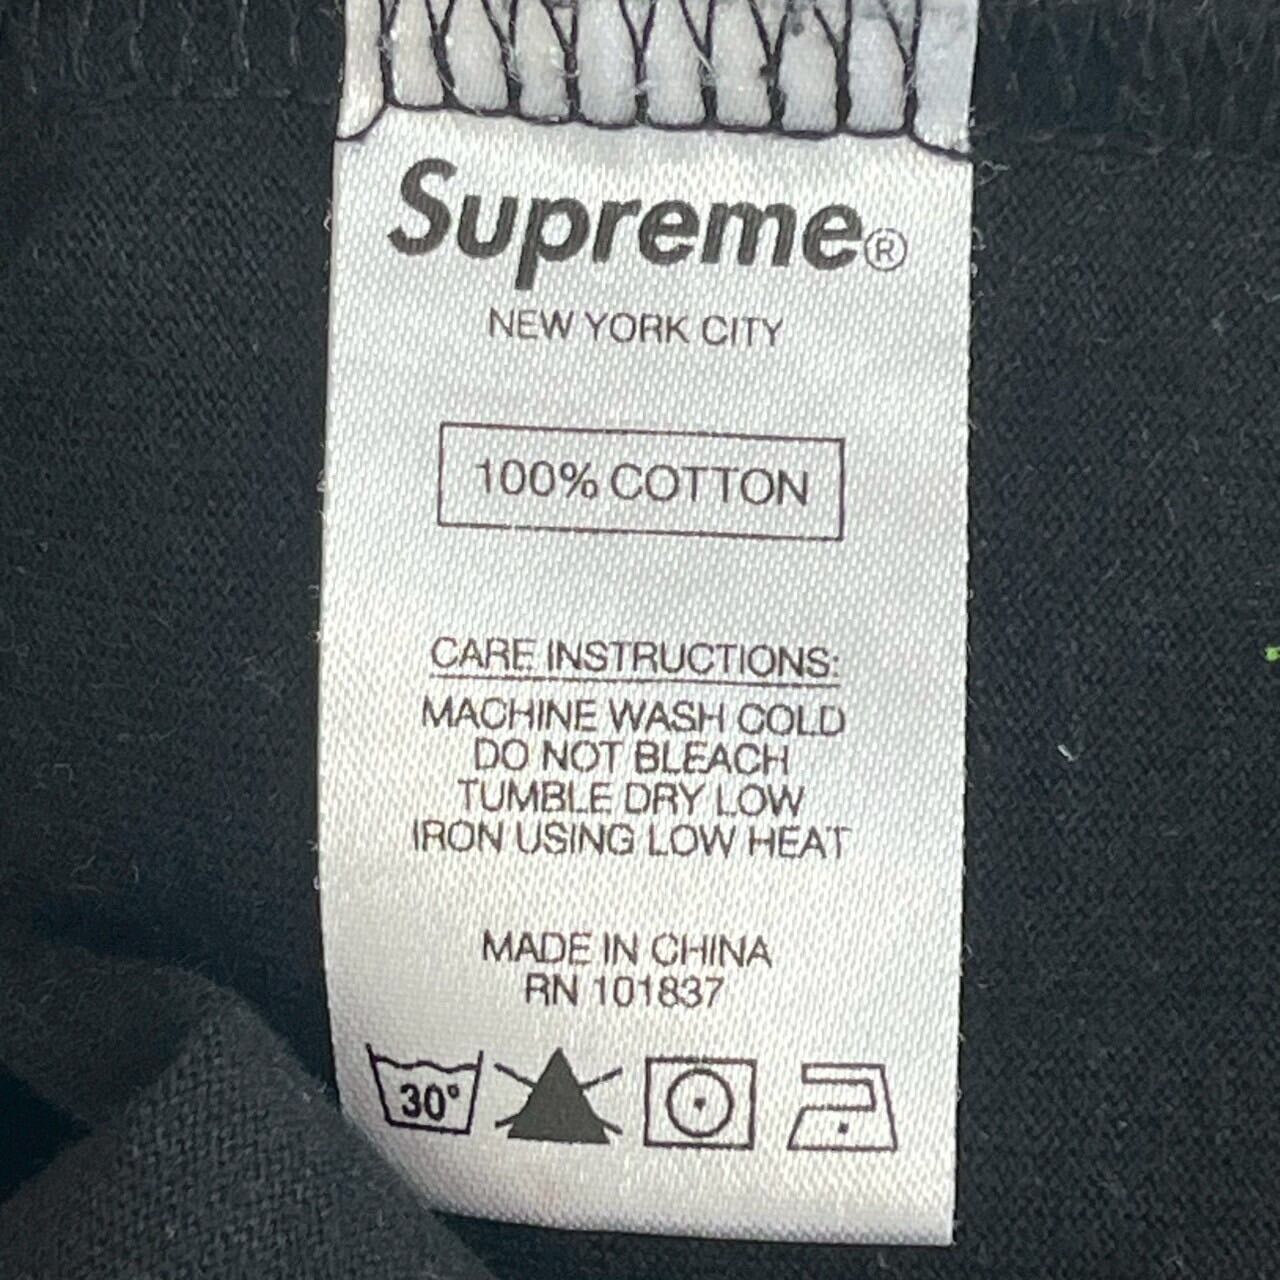 Supreme®
NEW YORK CITY
100% COTTON
CARE INSTRUCTIONS:
MACHINE WASH COLD
DO NOT BLEACH
TUMBLE DRY LOW
IRON USING LOW HEAT
MADE IN CHINA
RN 101837
30°